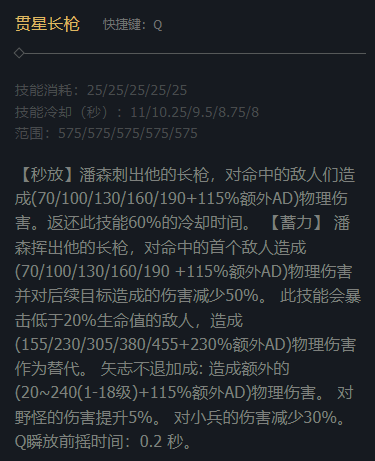 贯星长枪 快捷键：Q
技能消耗：25/25/25/25/25
技能冷却（秒）：11/10.25/9.5/8.75/8
范围：575/575/575/575/575
【秒放】潘森刺出他的长枪，对命中的敌人们造
成(70/100/130/160/190+115%额外AD)物理伤
害。返还此技能60%的冷却时间。 【蓄力】 潘
森挥出他的长枪，对命中的首个敌人造成
(70/100/130/160/190 +115%额外AD)物理伤害
并对后续目标造成的伤害减少50%。 此技能会暴
击低于20%生命值的敌人，造成
(155/230/305/380/455+230%额外AD)物理伤害
作为替代。 矢志不退加成: 造成额外的
(20~240(1-18级)+115%额外AD)物理伤害。 对
野怪的伤害提升5%。 对小兵的伤害减少30%。
Q瞬放前摇时间：0.2 秒。